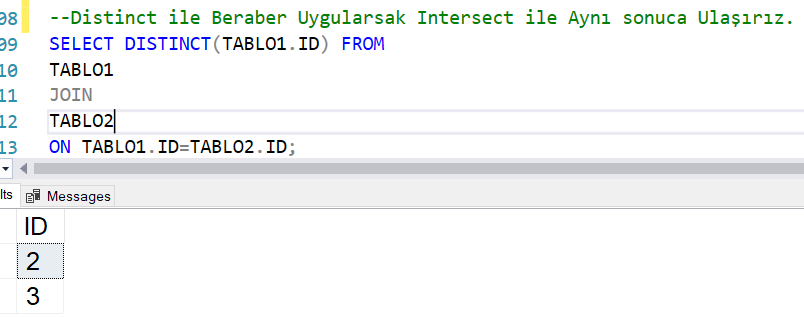 08 --Distinct ile Beraber Uygularsak Intersect ile Aynı sonuca Ulaşırız.
09 SELECT DISTINCT(TABLO1.ID) FROM
10 TABLO1
11 JOIN
12 TABLO2
13 ON TABLO1.ID=TABLO2.ID;
lts Messages
ID
2
3